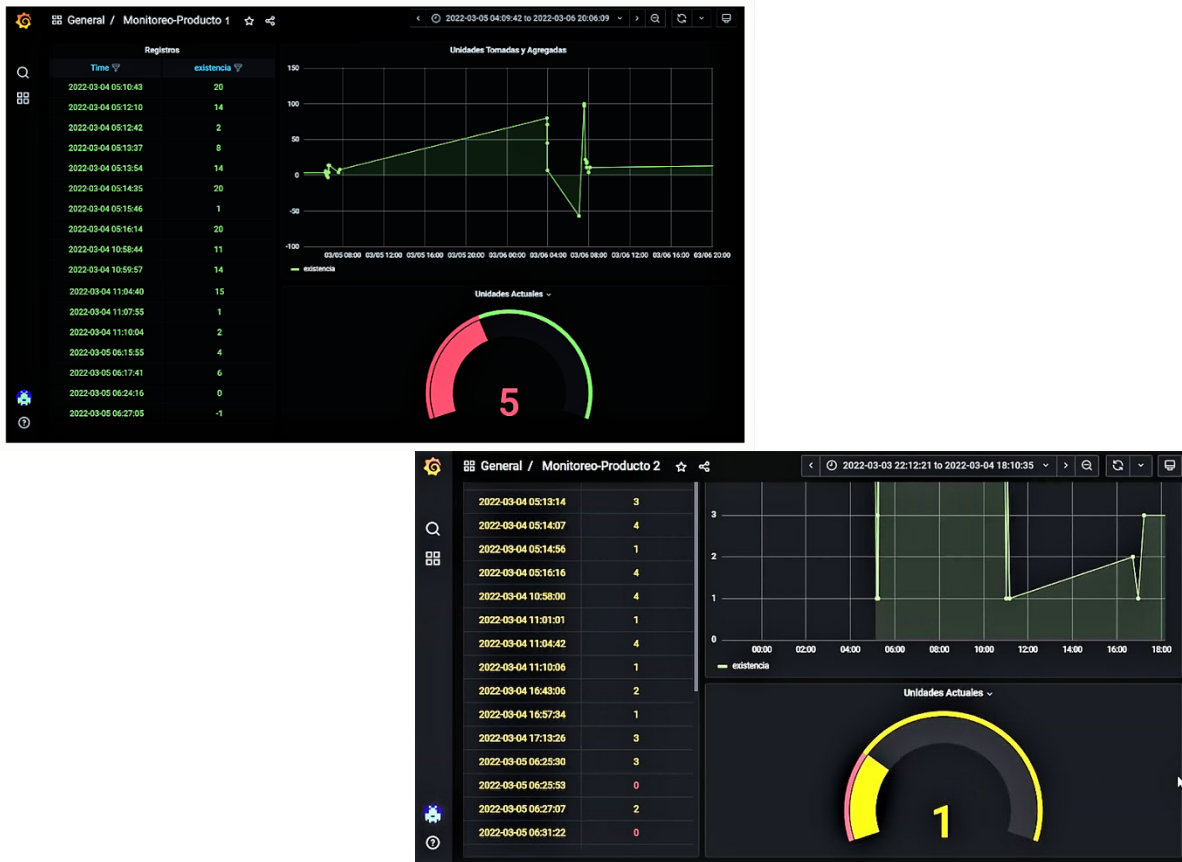 General / Monitoreo-Producto 1
2022-03-05 04:09:42 to 2022-03-06 20:06:09
Registros
Time existencia
2022-03-04 05:10:43 20
2022-03-04 05:12:10 14
2022-03-04 05:12:42 2
2022-03-04 05:13:37 8
2022-03-04 05:13:54 14
2022-03-04 05:14:35 20
2022-03-04 05:15:46 1
2022-03-04 05:16:14 20
2022-03-04 10:58:44 11
2022-03-04 10:59:57 14
2022-03-04 11:04:40 15
2022-03-04 11:07:55 1
2022-03-04 11:10:04 2
2022-03-05 06:15:55 4
2022-03-05 06:17:41 6
2022-03-05 06:24:16 0
2022-03-05 06:27:05 -1
Unidades Tomadas y Agregadas
150
100
50
0
-50
-100
03/05 08:00 03/05 12:00 03/05 16:00 03/05 20:00 03/06 00:00 03/06 04:00 03/06 08:00 03/06 12:00 03/06 16:00 03/06 20:00
existencia
Unidades Actuales
5
General / Monitoreo-Producto 2
2022-03-03 22:12:21 to 2022-03-04 18:10:35
2022-03-04 05:13:14 3
2022-03-04 05:14:07 4
2022-03-04 05:14:56 1
2022-03-04 05:16:16 4
2022-03-04 10:58:00 4
2022-03-04 11:01:01 1
2022-03-04 11:04:42 4
2022-03-04 11:10:06 1
2022-03-04 16:43:06 2
2022-03-04 16:57:34 1
2022-03-04 17:13:26 3
2022-03-05 06:25:30 3
2022-03-05 06:25:53 0
2022-03-05 06:27:07 2
2022-03-05 06:31:22 0
3
2
1
0
00:00 02:00 04:00 06:00 08:00 10:00 12:00 14:00 16:00 18:00
existencia
Unidades Actuales
1